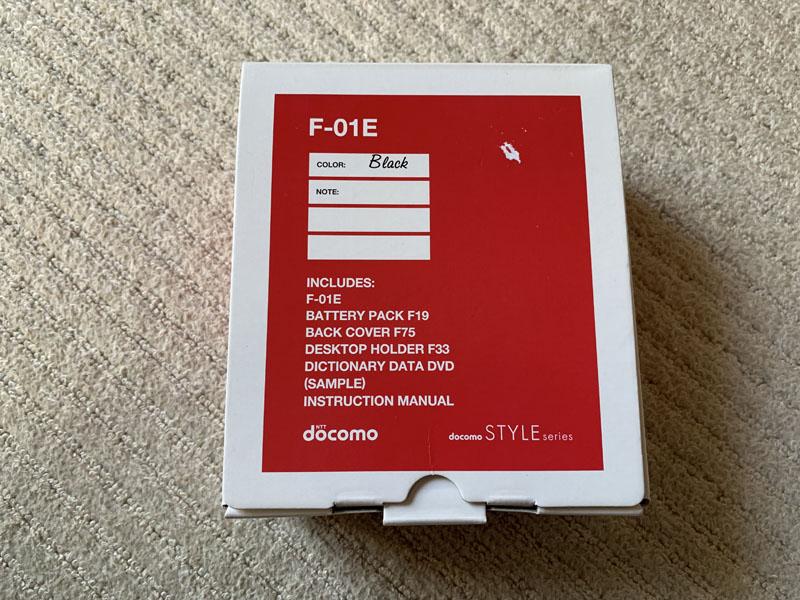 F-01E
COLOR: Black
NOTE:
INCLUDES:
F-01E
BATTERY PACK F19
BACK COVER F75
DESKTOP HOLDER F33
DICTIONARY DATA DVD
(SAMPLE)
INSTRUCTION MANUAL
NTT
döcomo
docomo STYLE series